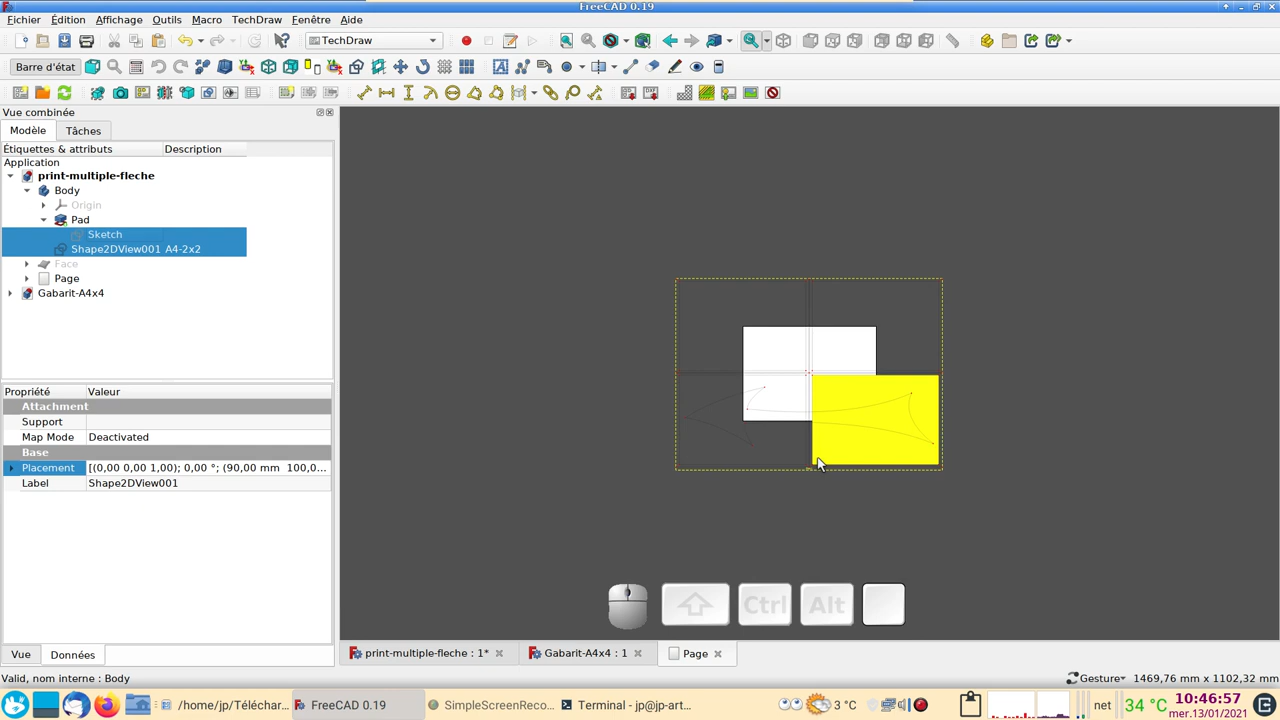 FreeCAD 0.19
Fichier Édition Affichage Outils Macro TechDraw Fenêtre Aide
TechDraw
Barre d'état
Vue combinée
Modèle Tâches
Étiquettes & attributs Description
Application
print-multiple-fleche
Body
Origin
Pad
Sketch
Shape2DView001 A4-2x2
Face
Page
Gabarit-A4x4
Propriété Valeur
Attachment
Support
Map Mode Deactivated
Base
Placement [(0,00 0,00 1,00); 0,00 °; (90,00 mm 100,0...
Label Shape2DView001
Ctrl Alt
Vue Données
print-multiple-fleche : 1* Gabarit-A4x4 : 1 Page
Valid, nom interne : Body Gesture 1469,76 mm x 1102,32 mm
/home/jp/Téléchar... FreeCAD 0.19 SimpleScreenReco... Terminal - jp@jp-art... 3 °C net 34 °C 10:46:57
mer.13/01/2021